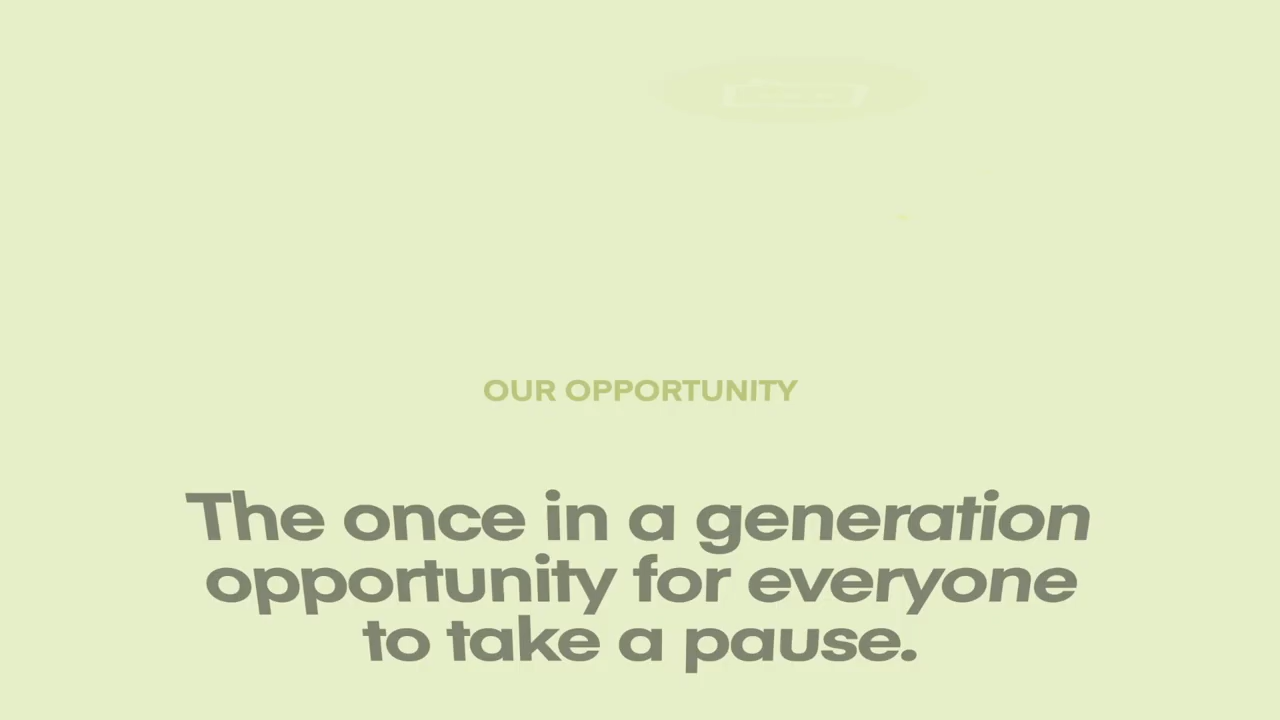 OUR OPPORTUNITY
The once in a generation
opportunity for everyone
to take a pause.